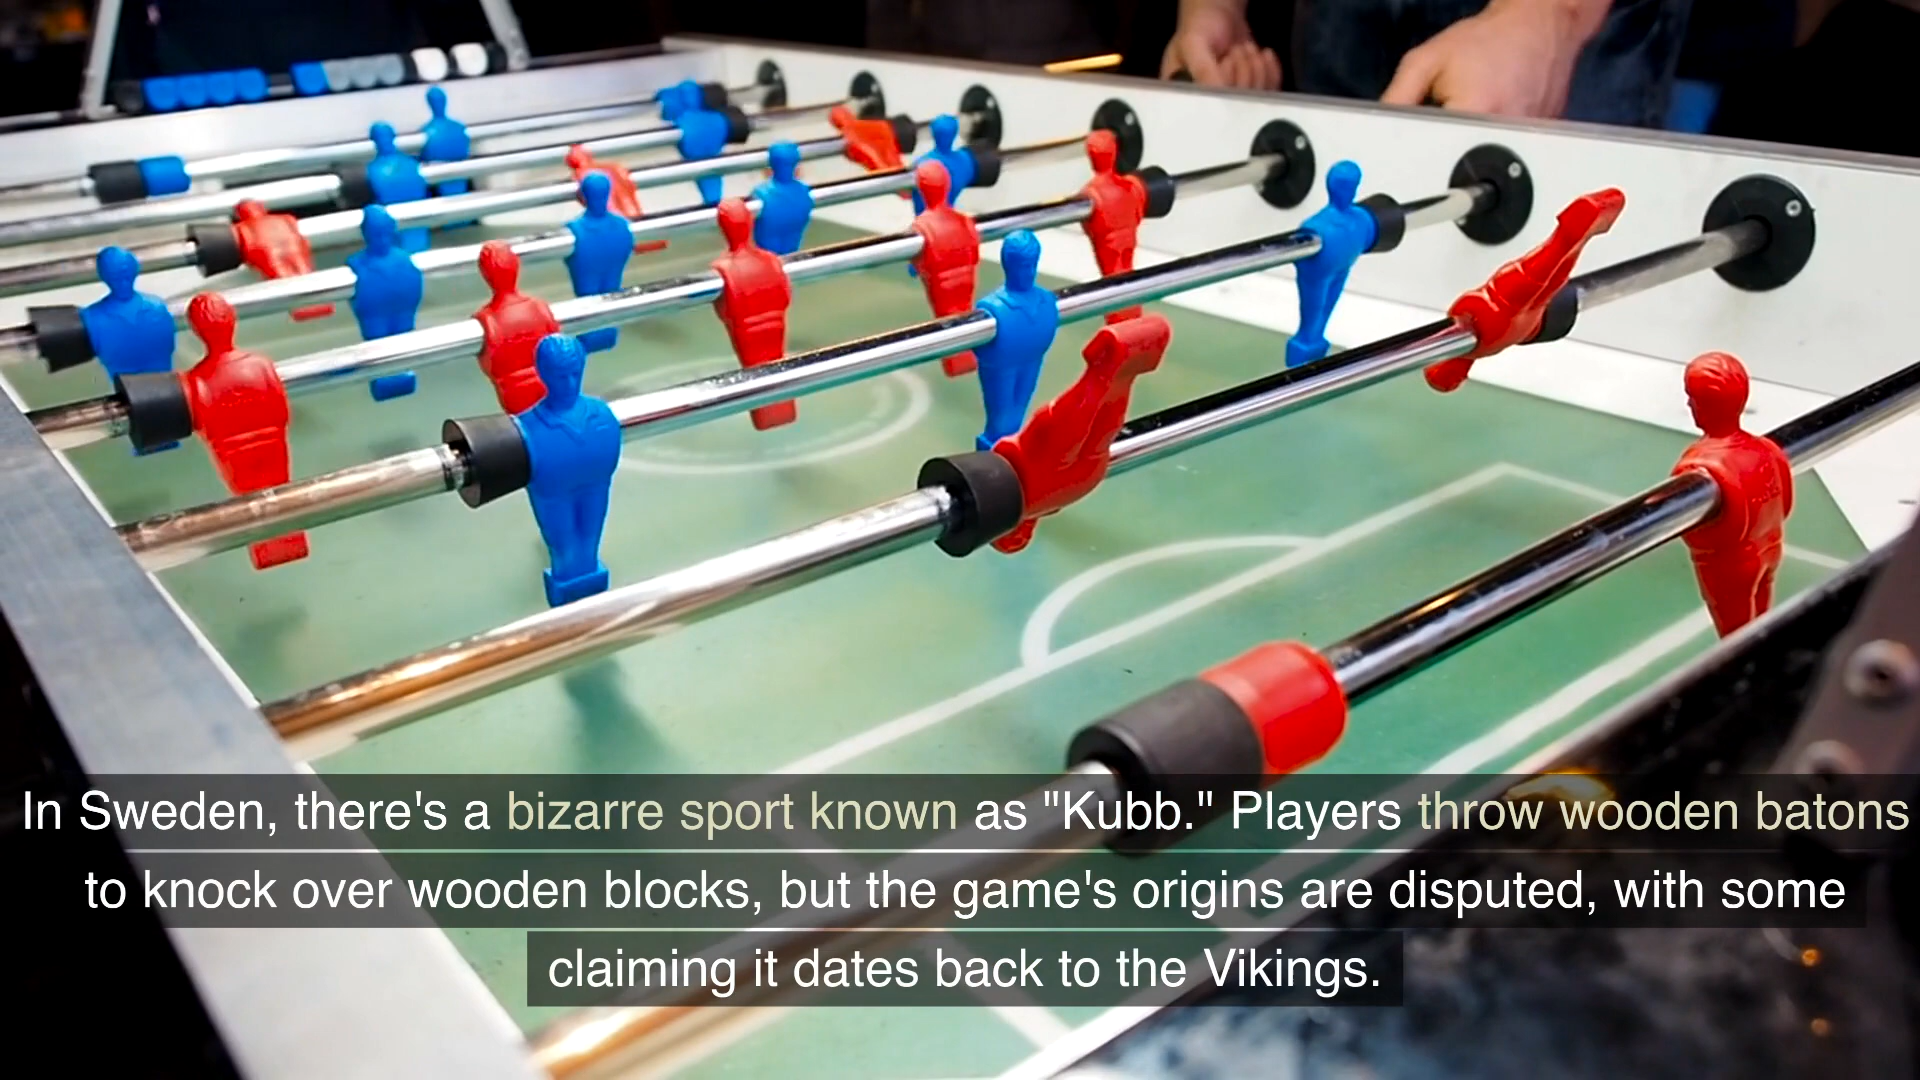 In Sweden, there's a bizarre sport known as "Kubb." Players throw wooden batons
to knock over wooden blocks, but the game's origins are disputed, with some
claiming it dates back to the Vikings.